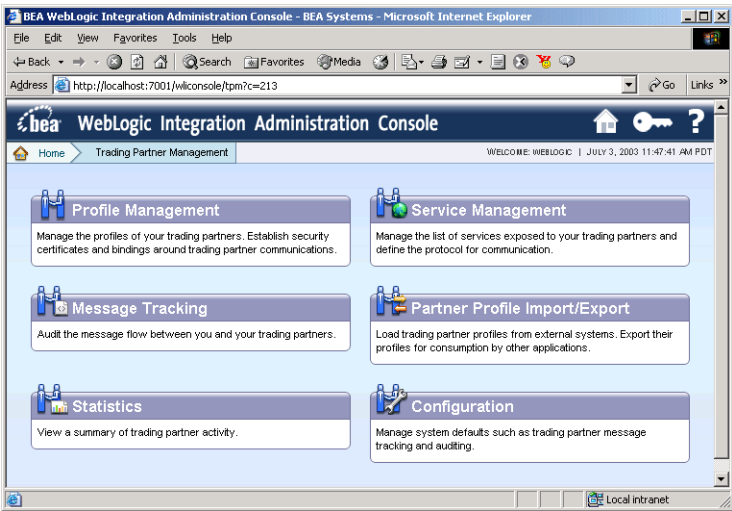 BEA WebLogic Integration Administration Console - BEA Systems - Microsoft Internet Explorer
File Edit View Favorites Tools Help
Back Search Favorites Media
Address http://localhost:7001/wliconsole/tpm?c=213 Go Links »
bea WebLogic Integration Administration Console ?
Home Trading Partner Management WELCOME: WEBLOGIC | JULY 3, 2003 11:47:41 AM PDT
Profile Management
Manage the profiles of your trading partners. Establish security
certificates and bindings around trading partner communications.
Service Management
Manage the list of services exposed to your trading partners and
define the protocol for communication.
Message Tracking
Audit the message flow between you and your trading partners.
Partner Profile Import/Export
Load trading partner profiles from external systems. Export their
profiles for consumption by other applications.
Statistics
View a summary of trading partner activity.
Configuration
Manage system defaults such as trading partner message
tracking and auditing.
Local intranet